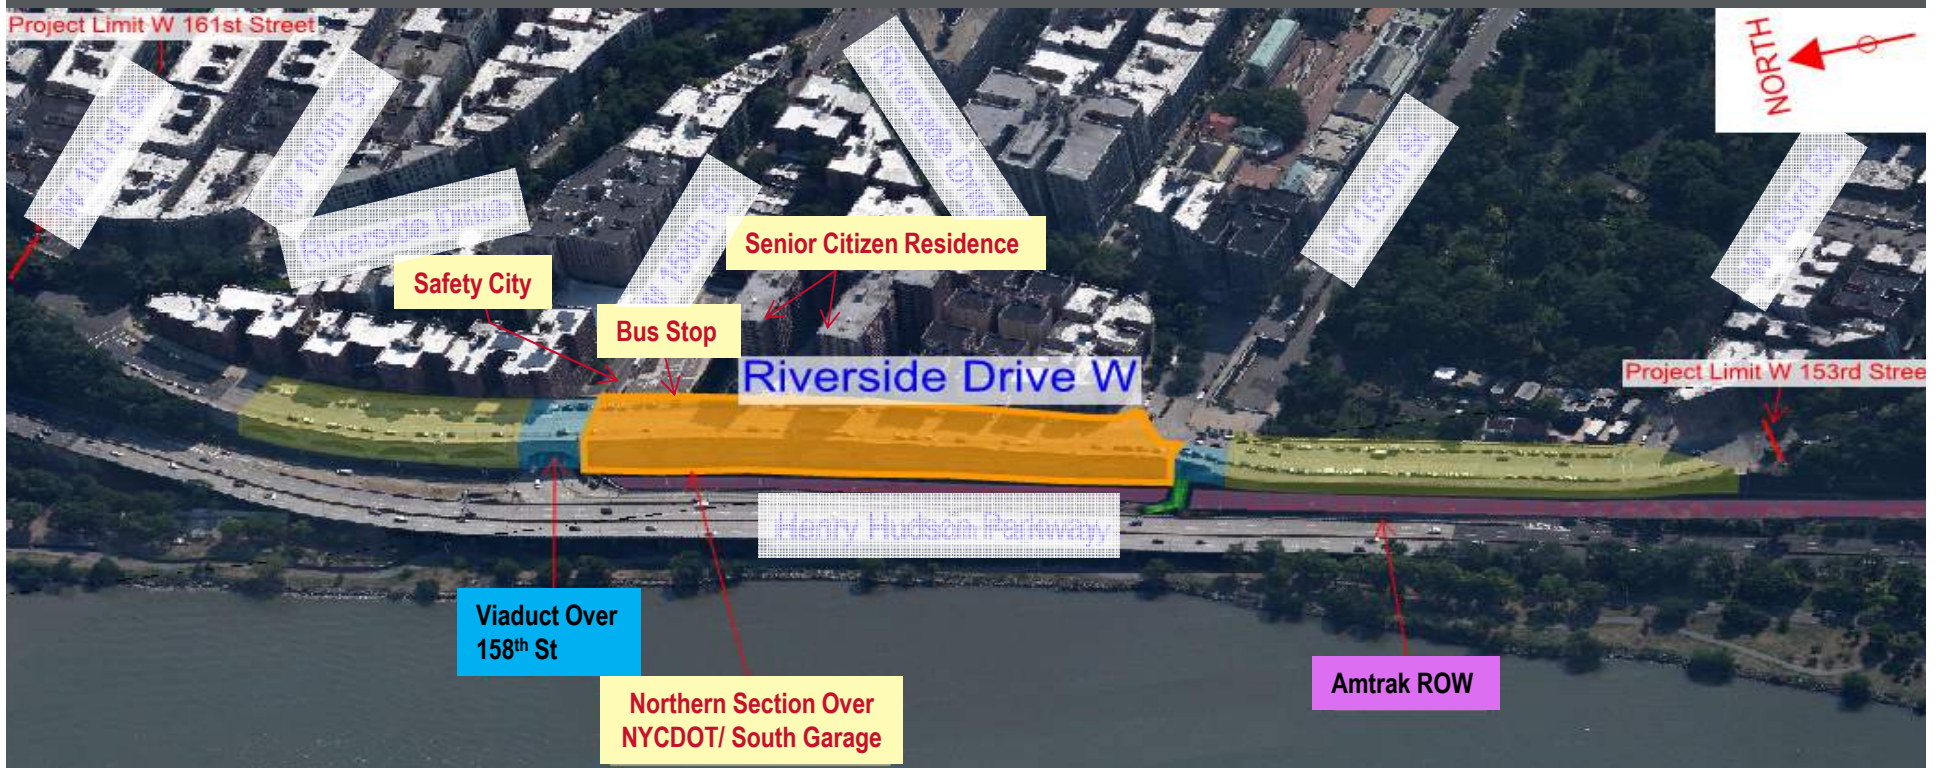 Project Limit W 161st Street
NORTH
W 161st St
W 160th St
Riverside Drive
Riverside Drive
W 158th St
W 155th St
W 153rd St
Senior Citizen Residence
Safety City
Bus Stop
Riverside Drive W
Project Limit W 153rd Stree
Henry Hudson Parkway
Viaduct Over
158th St
Northern Section Over
NYCDOT/ South Garage
Amtrak ROW